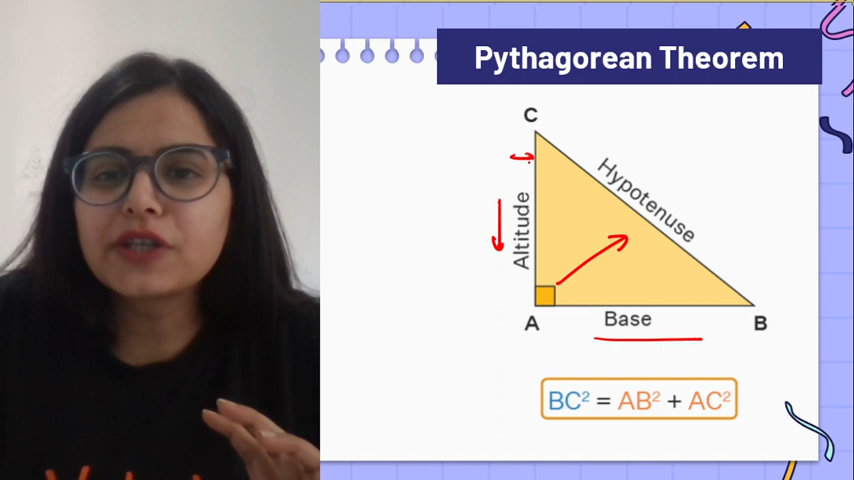 Pythagorean Theorem
C
Hypotenuse
Altitude
A
Base
B
BC² = AB² + AC²